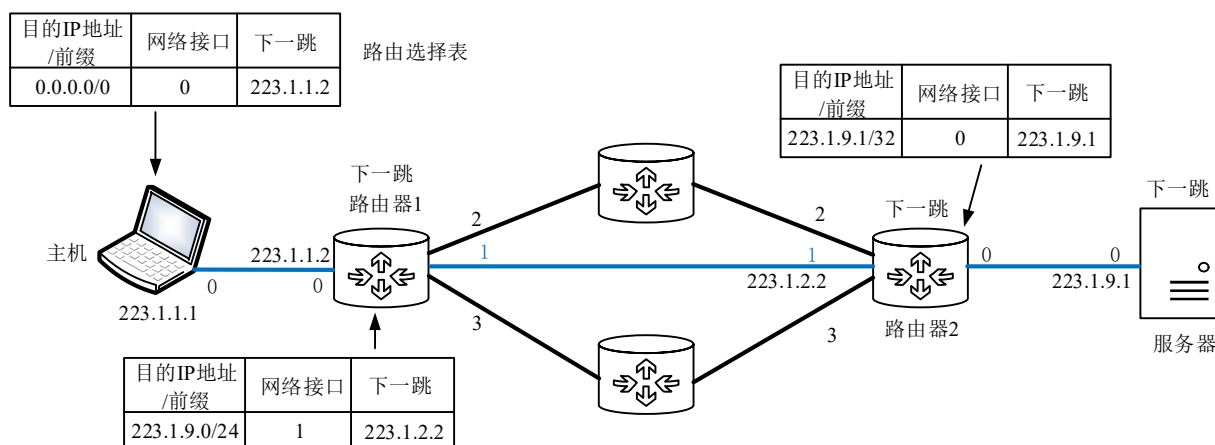 目的IP地址
/前缀
网络接口
下一跳
0.0.0.0/0
0
223.1.1.2
路由选择表
目的IP地址
/前缀
网络接口
下一跳
223.1.9.1/32
0
223.1.9.1
下一跳
路由器1
下一跳
下一跳
主机
223.1.1.2
0
0
223.1.1.1
2
1
3
2
1
223.1.2.2
3
0
0
223.1.9.1
路由器2
服务器
目的IP地址
/前缀
网络接口
下一跳
223.1.9.0/24
1
223.1.2.2